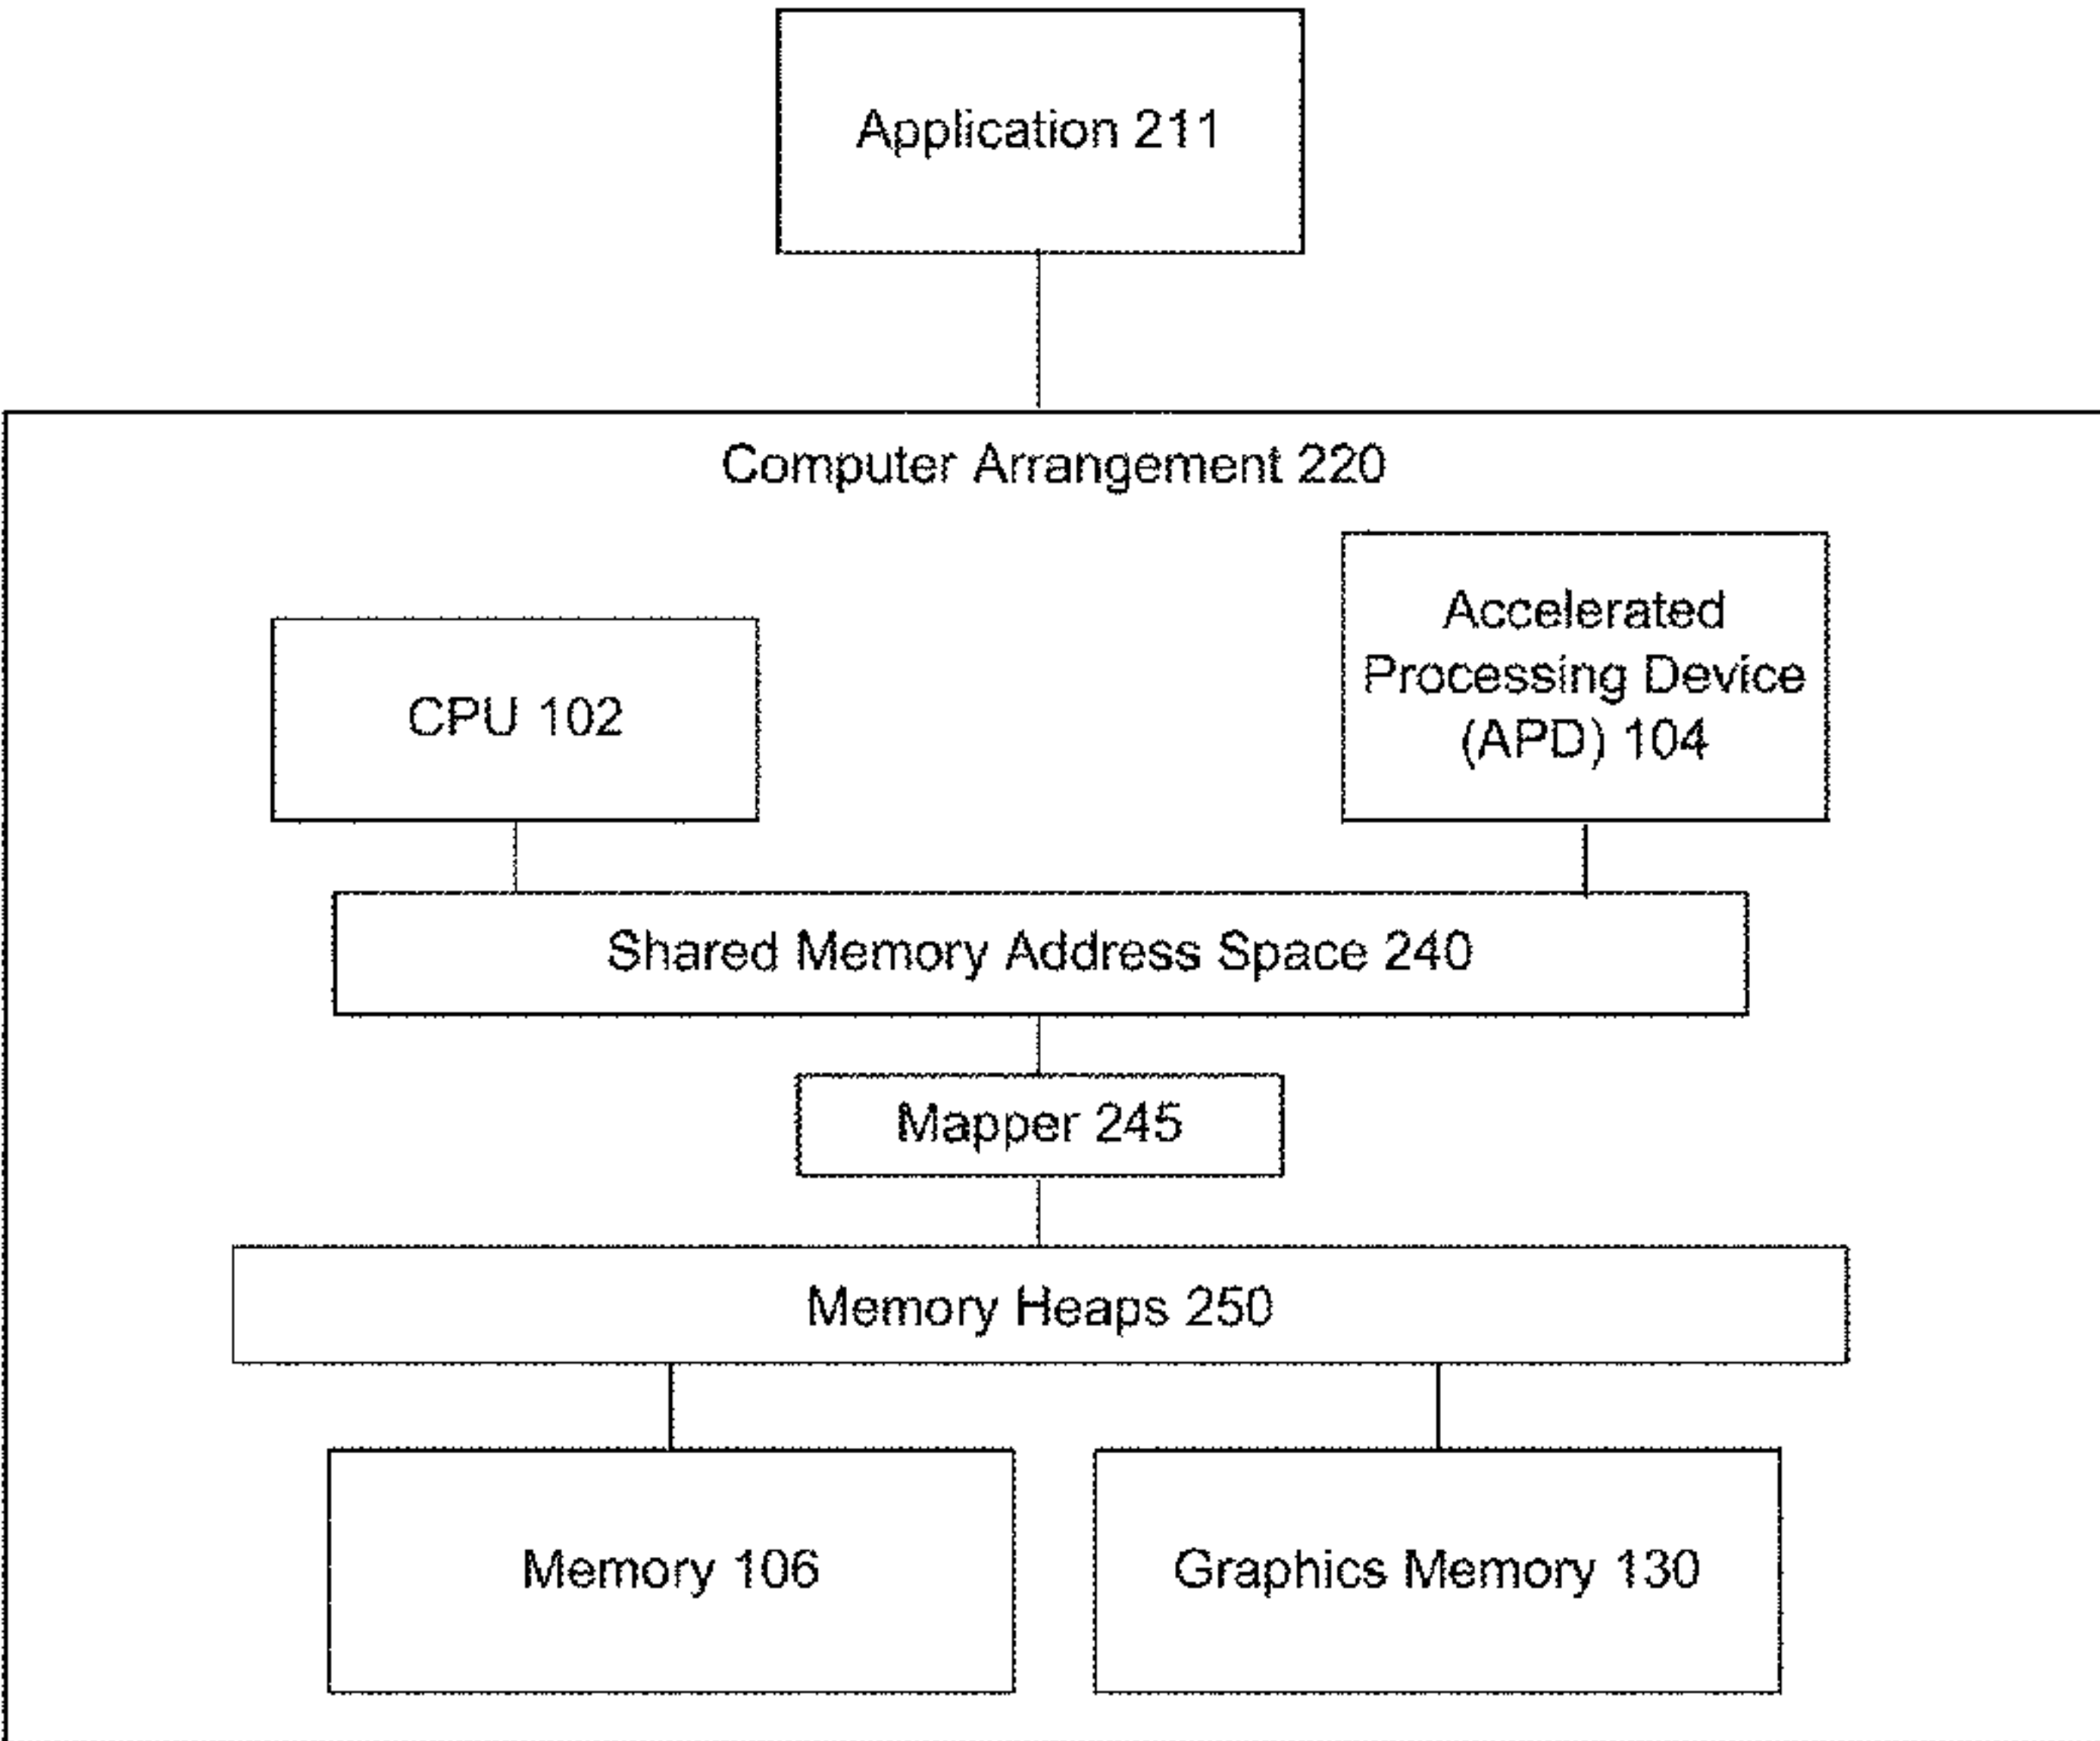 Application 211
Computer Arrangement 220
CPU 102
Accelerated
Processing Device
(APD) 104
Shared Memory Address Space 240
Mapper 245
Memory Heaps 250
Memory 106
Graphics Memory 130